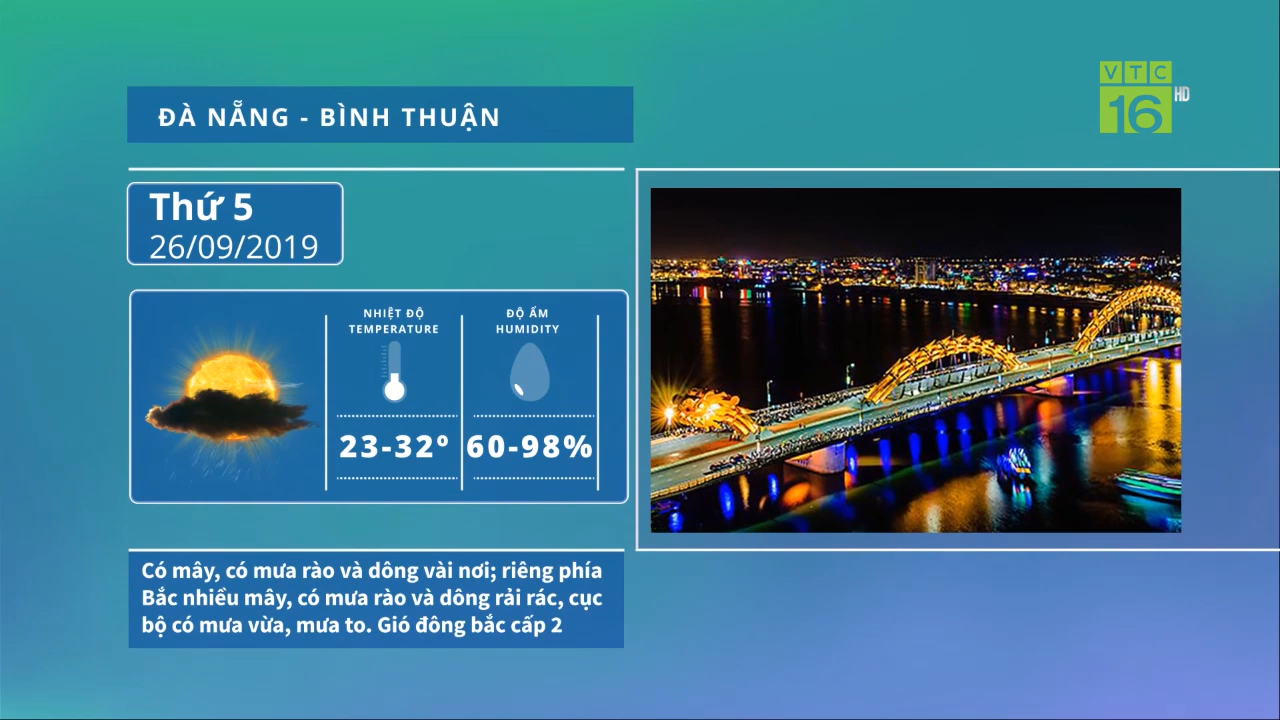 ĐÀ NẴNG - BÌNH THUẬN
VTC
16 HD
Thứ 5
26/09/2019
NHIỆT ĐỘ
TEMPERATURE
23-32º
ĐỘ ẨM
HUMIDITY
60-98%
Có mây, có mưa rào và dông vài nơi; riêng phía
Bắc nhiều mây, có mưa rào và dông rải rác, cục
bộ có mưa vừa, mưa to. Gió đông bắc cấp 2